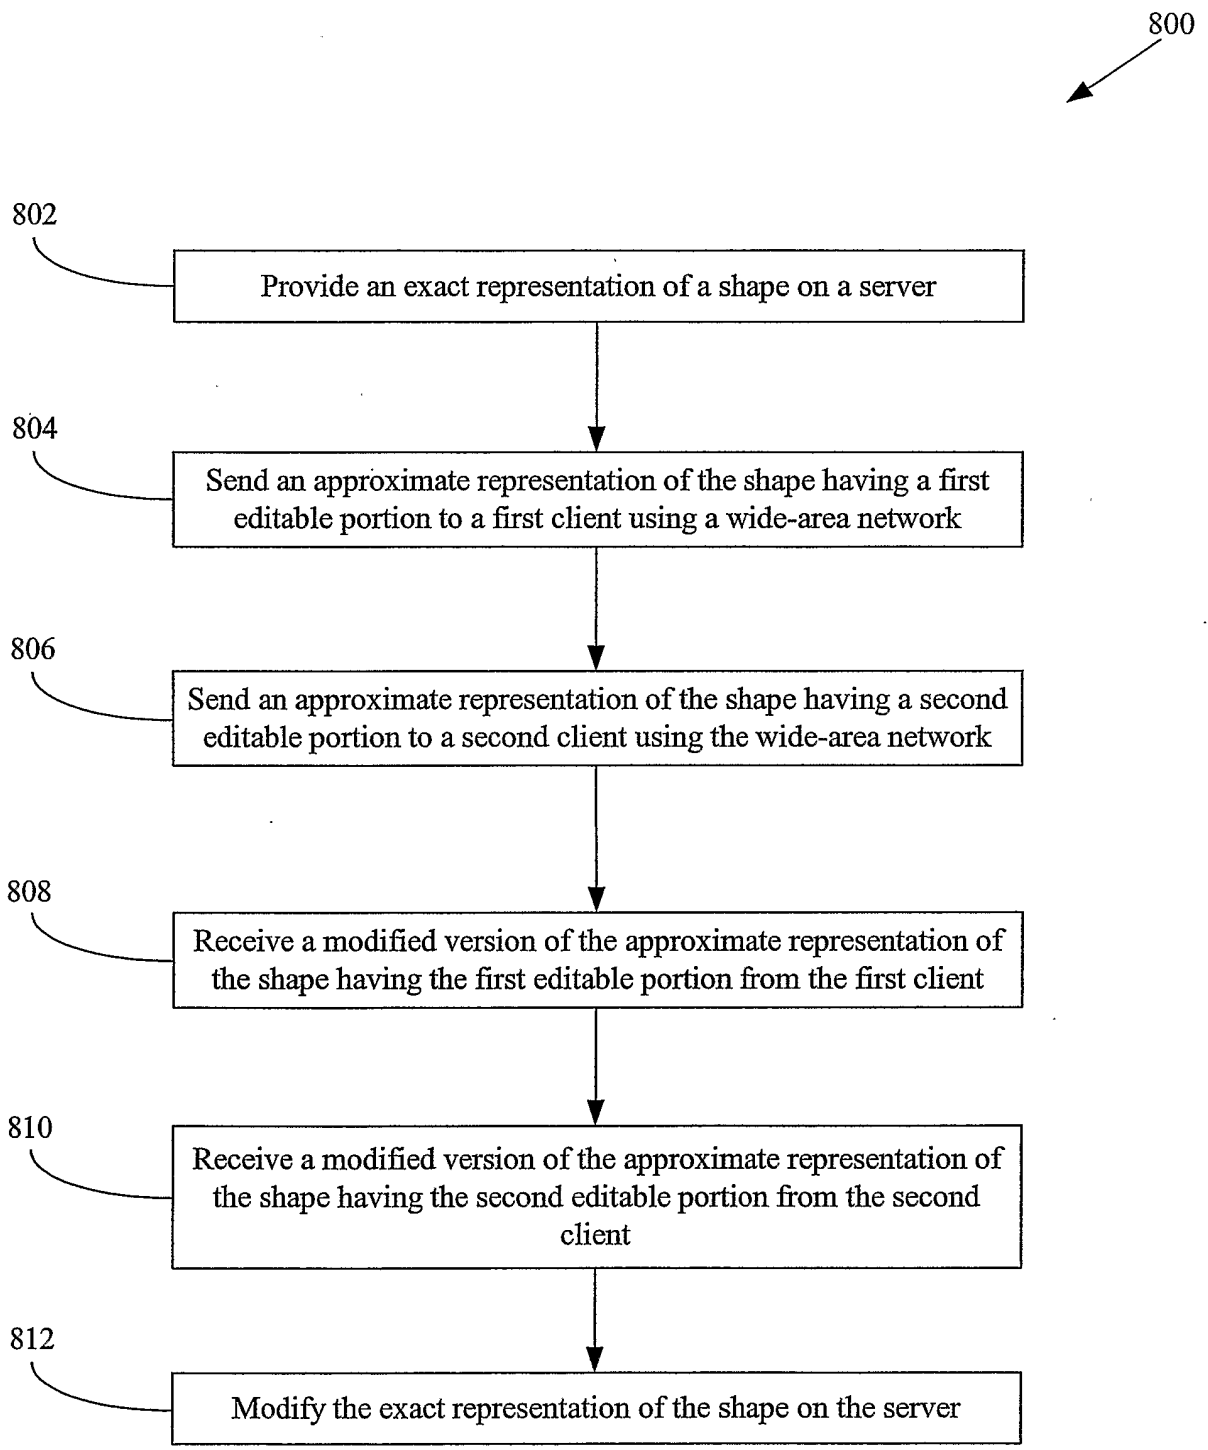 800
802
Provide an exact representation of a shape on a server
804
Send an approximate representation of the shape having a first
editable portion to a first client using a wide-area network
806
Send an approximate representation of the shape having a second
editable portion to a second client using the wide-area network
808
Receive a modified version of the approximate representation of
the shape having the first editable portion from the first client
810
Receive a modified version of the approximate representation of
the shape having the second editable portion from the second
client
812
Modify the exact representation of the shape on the server